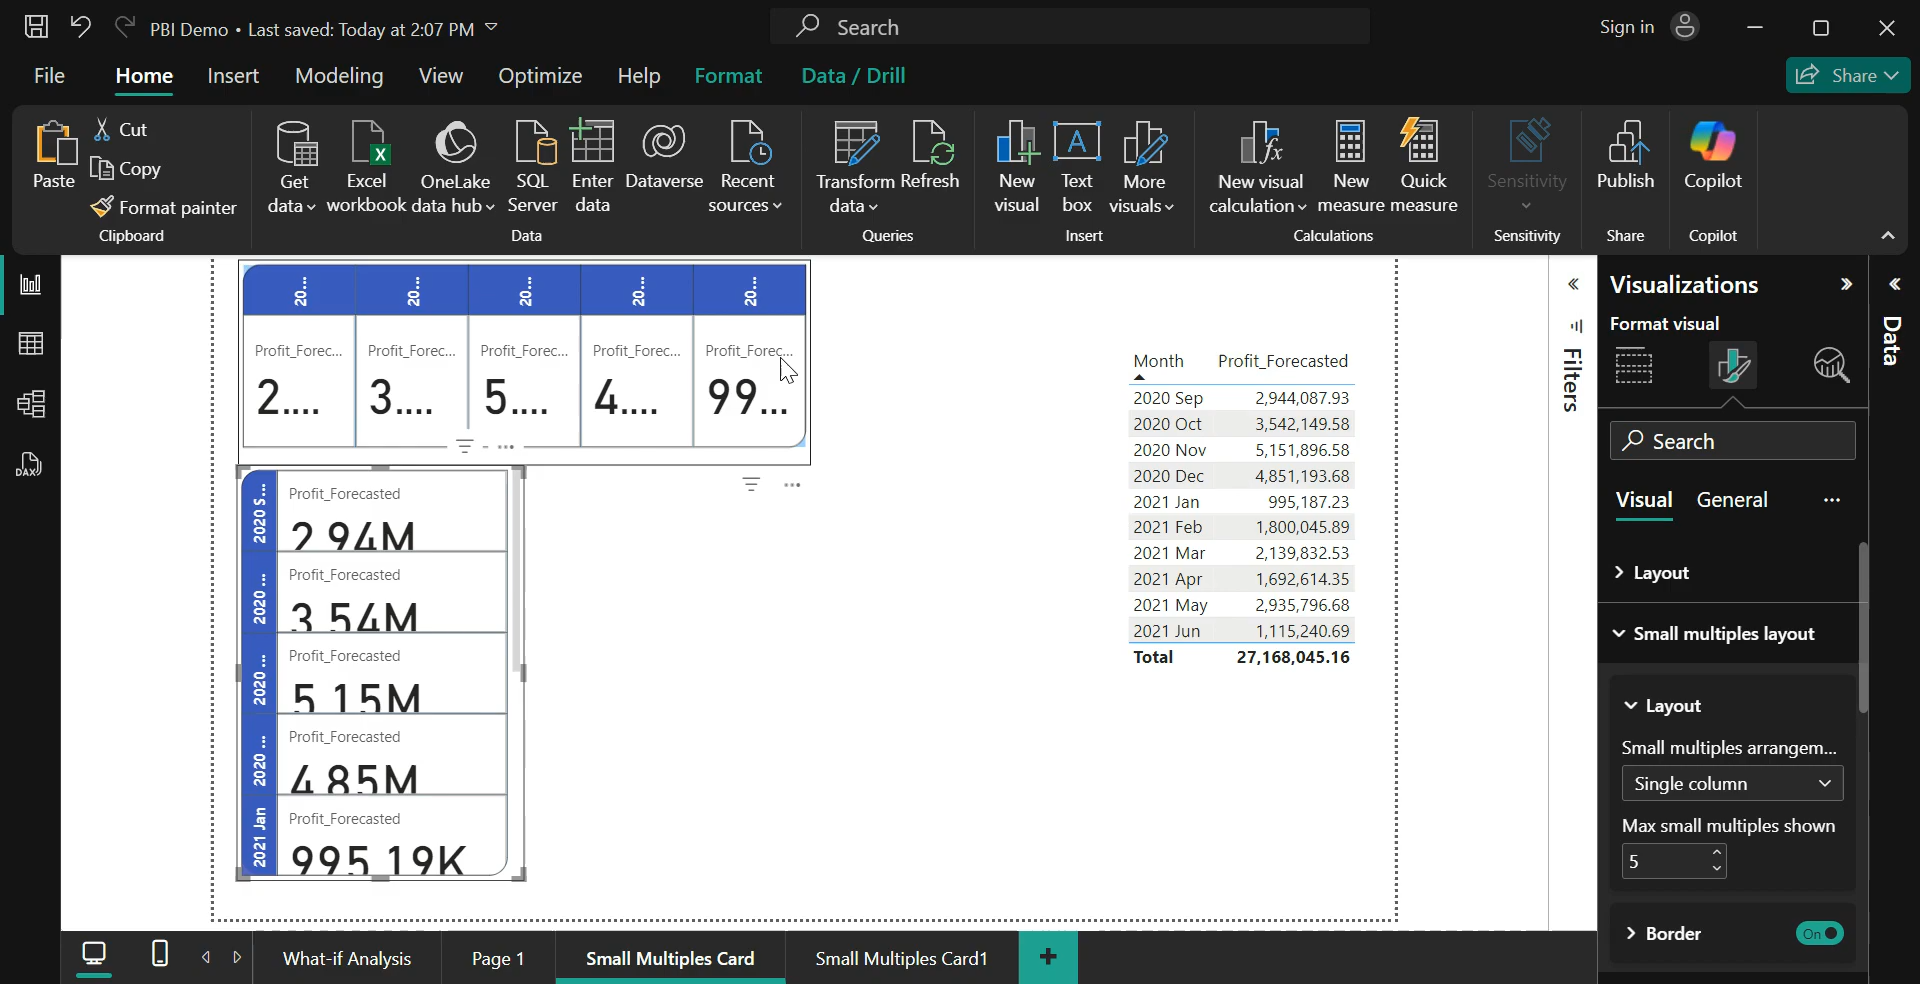 PBI Demo • Last saved: Today at 2:07 PM
Search
Sign in
File
Home
Insert
Modeling
View
Optimize
Help
Format
Data / Drill
Share
Paste
Cut
Copy
Format painter
Clipboard
Get
data
Excel
workbook
OneLake
data hub
SQL
Server
Enter
data
Dataverse
Recent
sources
Data
Transform
data
Refresh
Queries
New
visual
Text
box
More
visuals
Insert
New visual
calculation
New
measure
Quick
measure
Calculations
Sensitivity
Sensitivity
Publish
Share
Copilot
Copilot
20...
20...
20...
20...
20...
Profit_Forec...
Profit_Forec...
Profit_Forec...
Profit_Forec...
Profit_Forec...
2....
3....
5....
4....
99...
2020 S...
Profit_Forecasted
2.94M
2020 ...
Profit_Forecasted
3.54M
2020 ...
Profit_Forecasted
5.15M
2020 ...
Profit_Forecasted
4.85M
2021 Jan
Profit_Forecasted
995.19K
Month Profit_Forecasted
2020 Sep 2,944,087.93
2020 Oct 3,542,149.58
2020 Nov 5,151,896.58
2020 Dec 4,851,193.68
2021 Jan 995,187.23
2021 Feb 1,800,045.89
2021 Mar 2,139,832.53
2021 Apr 1,692,614.35
2021 May 2,935,796.68
2021 Jun 1,115,240.69
Total 27,168,045.16
Filters
Visualizations
Format visual
Search
Visual
General
...
Layout
Small multiples layout
Layout
Small multiples arrangem...
Single column
Max small multiples shown
5
Border
On
Data
DAX
What-if Analysis
Page 1
Small Multiples Card
Small Multiples Card1
+